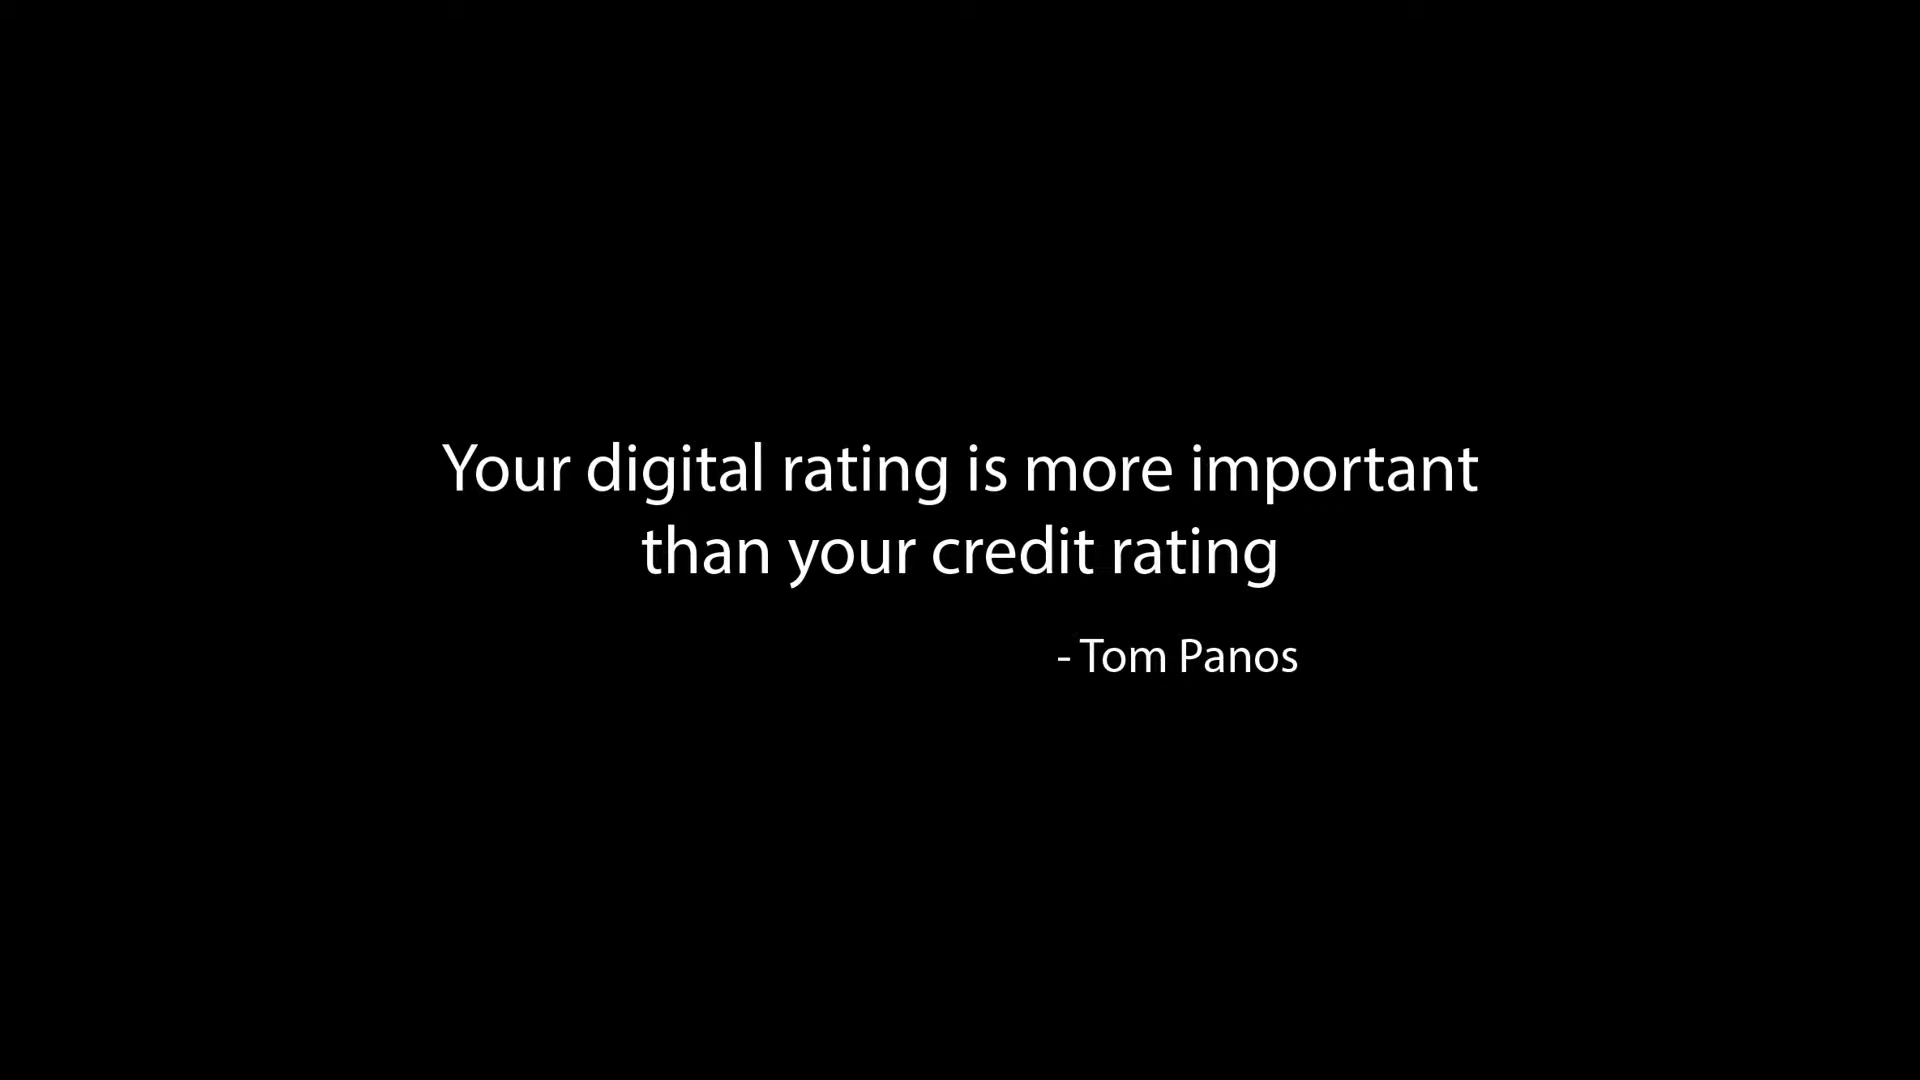 Your digital rating is more important
than your credit rating
- Tom Panos